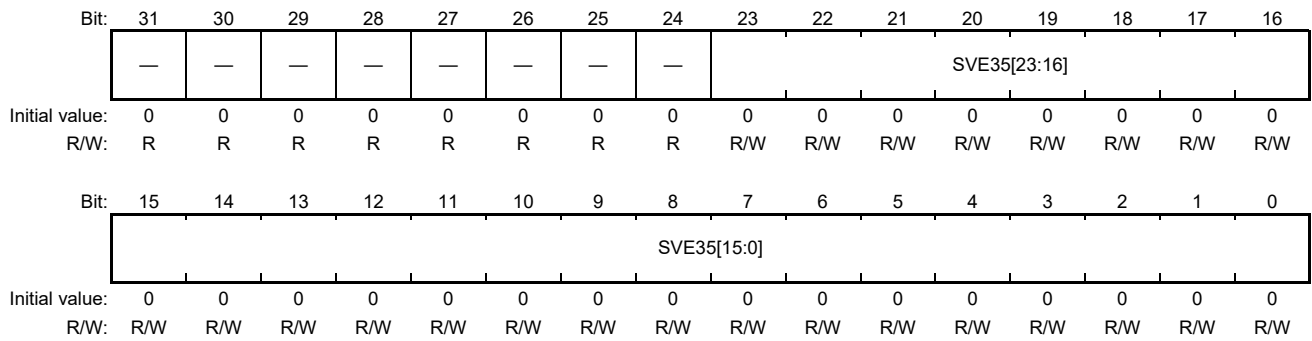 Bit: 31 30 29 28 27 26 25 24 23 22 21 20 19 18 17 16
— — — — — — — — SVE35[23:16]
Initial value: 0 0 0 0 0 0 0 0 0 0 0 0 0 0 0 0
R/W: R R R R R R R R R/W R/W R/W R/W R/W R/W R/W R/W
Bit: 15 14 13 12 11 10 9 8 7 6 5 4 3 2 1 0
SVE35[15:0]
Initial value: 0 0 0 0 0 0 0 0 0 0 0 0 0 0 0 0
R/W: R/W R/W R/W R/W R/W R/W R/W R/W R/W R/W R/W R/W R/W R/W R/W R/W